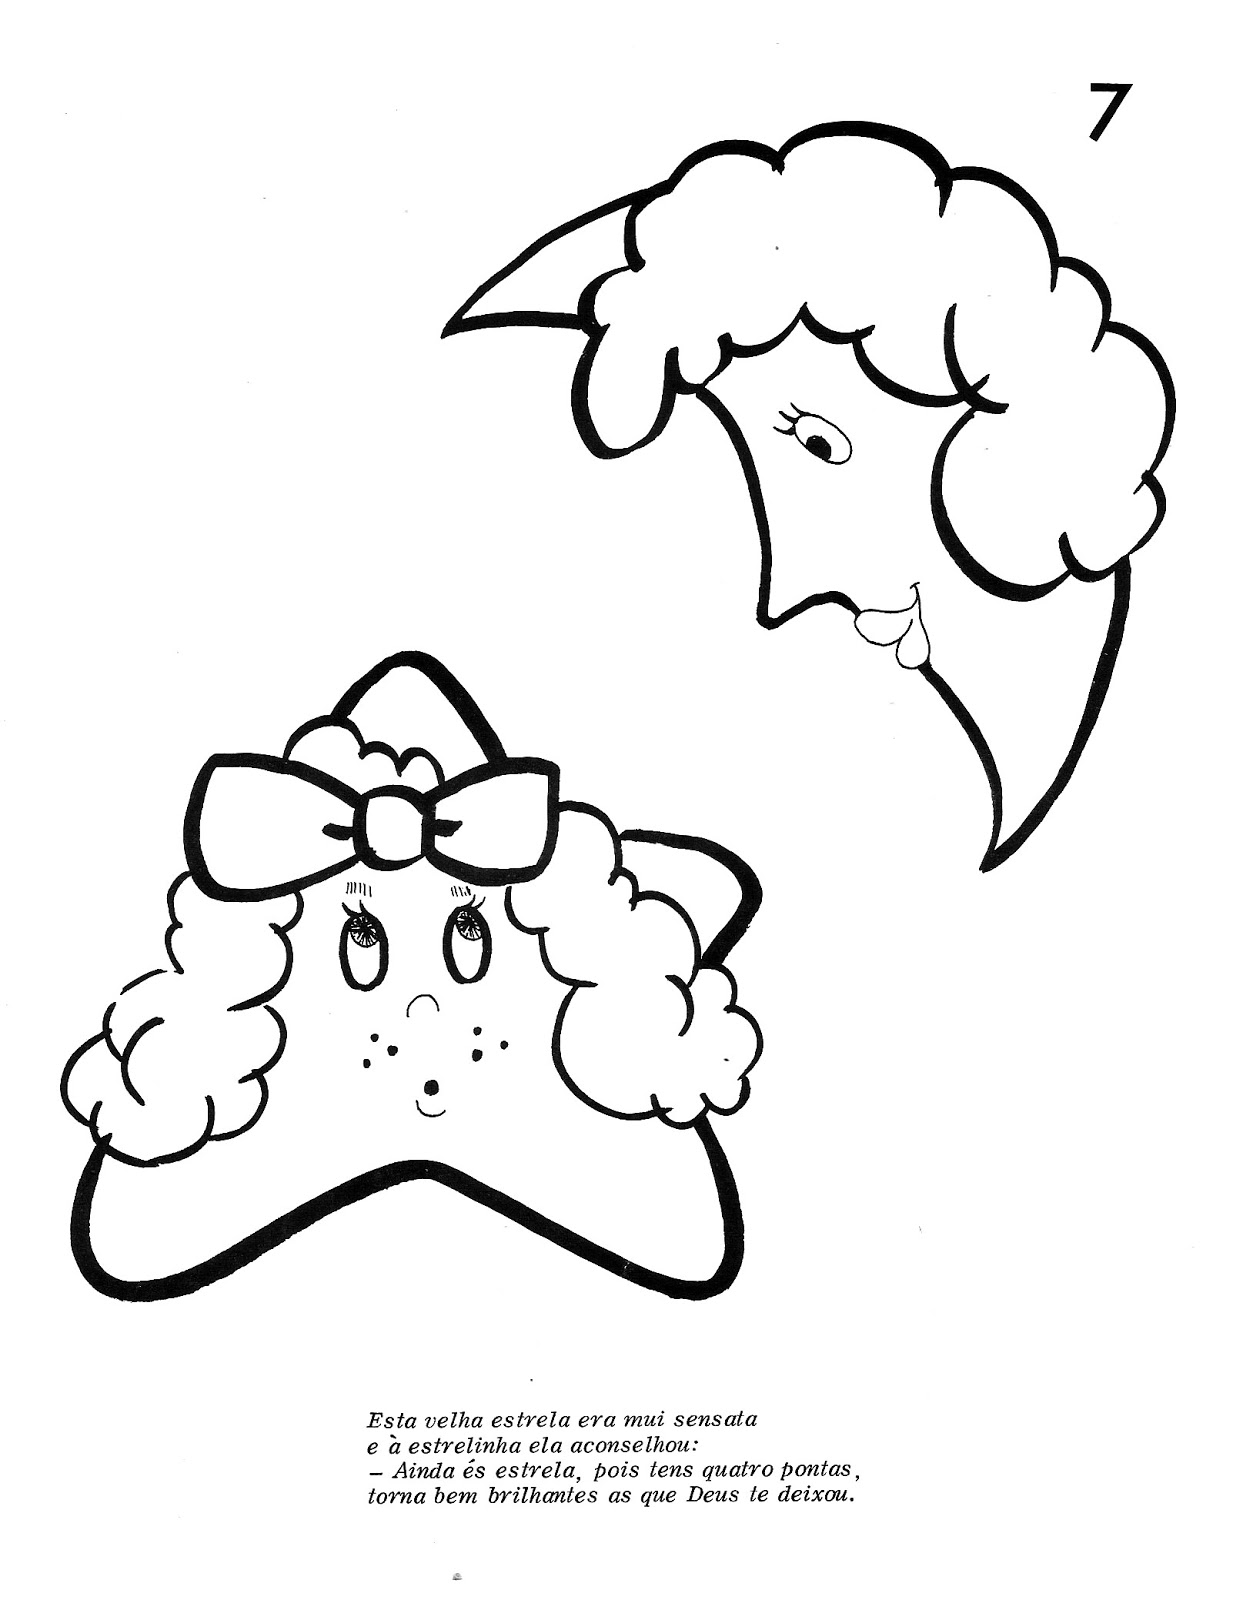 7
Esta velha estrela era mui sensata
e à estrelinha ela aconselhou:
– Ainda és estrela, pois tens quatro pontas,
torna bem brilhantes as que Deus te deixou.